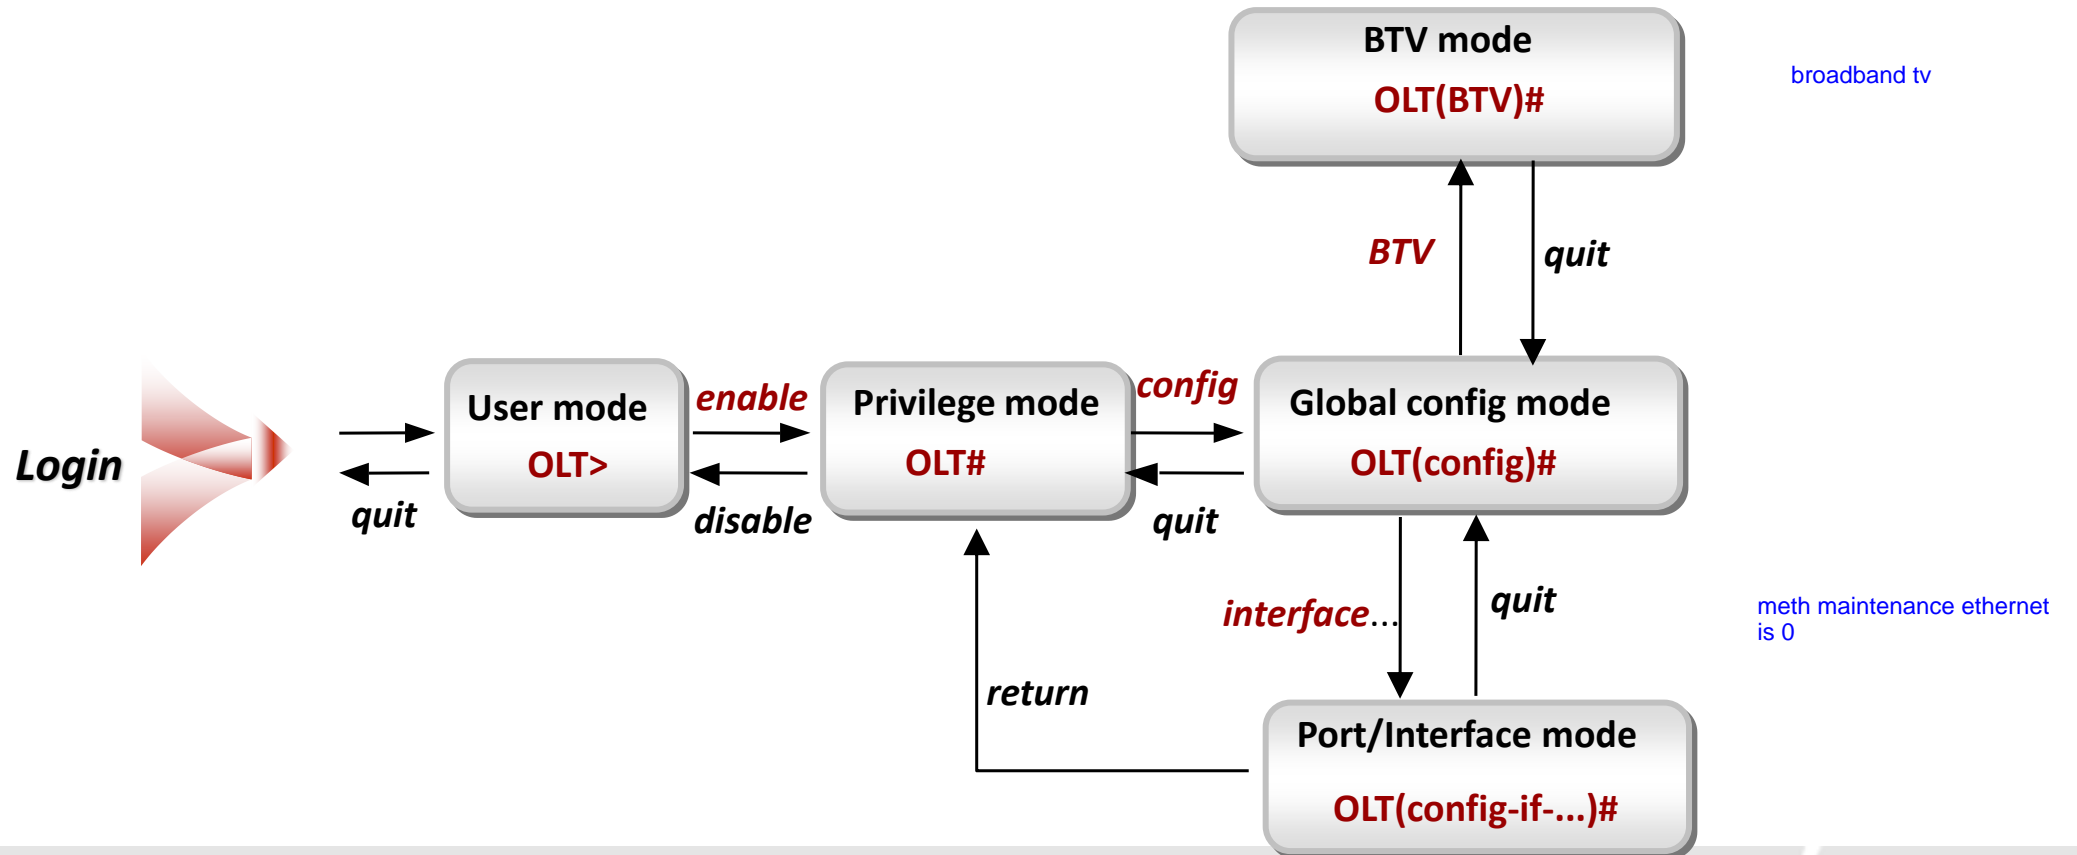 BTV mode
OLT(BTV)#
broadband tv
BTV
quit
Login
quit
User mode
OLT>
enable
disable
Privilege mode
OLT#
config
quit
Global config mode
OLT(config)#
interface...
quit
meth maintenance ethernet
is 0
return
Port/Interface mode
OLT(config-if-...)#